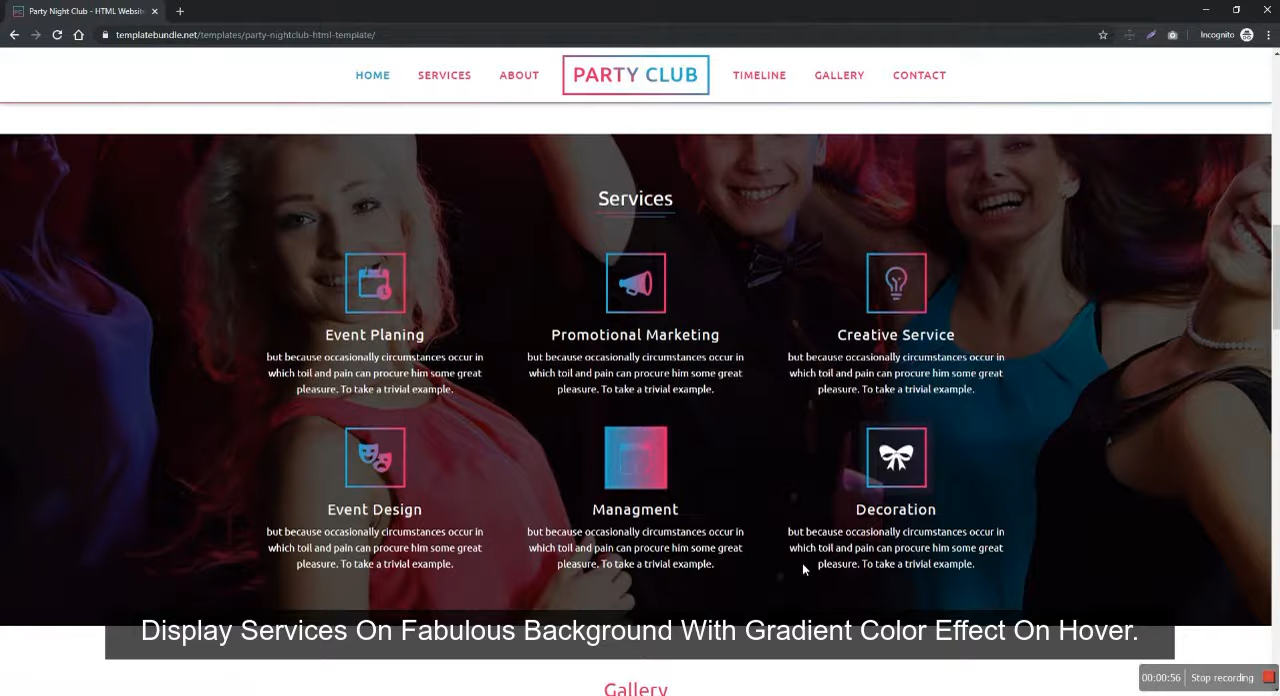 Party Night Club - HTML Website
templatebundle.net/templates/party-nightclub-html-template/
Incognito
HOME SERVICES ABOUT PARTY CLUB TIMELINE GALLERY CONTACT
Services
Event Planing
but because occasionally circumstances occur in
which toil and pain can procure him some great
pleasure. To take a trivial example.
Promotional Marketing
but because occasionally circumstances occur in
which toil and pain can procure him some great
pleasure. To take a trivial example.
Creative Service
but because occasionally circumstances occur in
which toil and pain can procure him some great
pleasure. To take a trivial example.
Event Design
but because occasionally circumstances occur in
which toil and pain can procure him some great
pleasure. To take a trivial example.
Managment
but because occasionally circumstances occur in
which toil and pain can procure him some great
pleasure. To take a trivial example.
Decoration
but because occasionally circumstances occur in
which toil and pain can procure him some great
pleasure. To take a trivial example.
Display Services On Fabulous Background With Gradient Color Effect On Hover.
00:00:56 Stop recording
Gallery